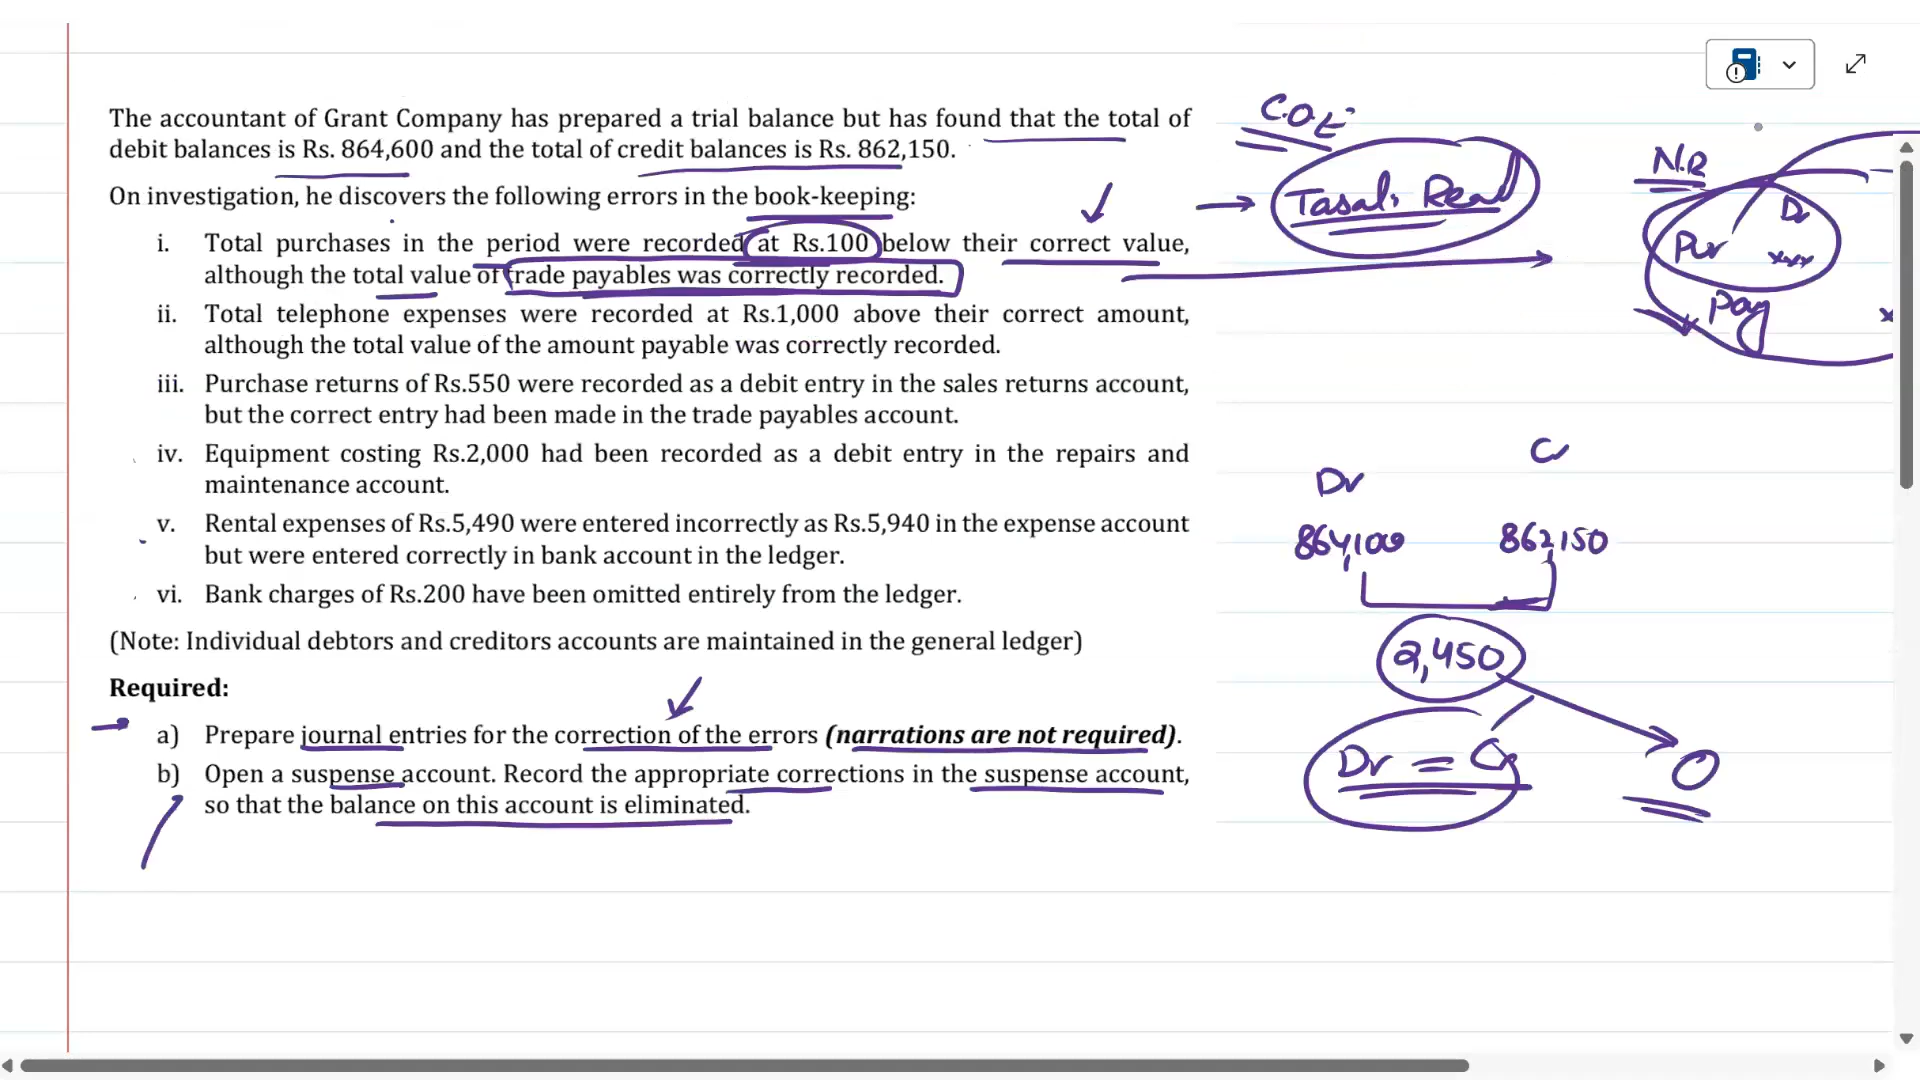 The accountant of Grant Company has prepared a trial balance but has found that the total of
debit balances is Rs. 864,600 and the total of credit balances is Rs. 862,150.
On investigation, he discovers the following errors in the book-keeping:
i. Total purchases in the period were recorded at Rs.100 below their correct value,
although the total value of trade payables was correctly recorded.
ii. Total telephone expenses were recorded at Rs.1,000 above their correct amount,
although the total value of the amount payable was correctly recorded.
iii. Purchase returns of Rs.550 were recorded as a debit entry in the sales returns account,
but the correct entry had been made in the trade payables account.
iv. Equipment costing Rs.2,000 had been recorded as a debit entry in the repairs and
maintenance account.
v. Rental expenses of Rs.5,490 were entered incorrectly as Rs.5,940 in the expense account
but were entered correctly in bank account in the ledger.
vi. Bank charges of Rs.200 have been omitted entirely from the ledger.
(Note: Individual debtors and creditors accounts are maintained in the general ledger)
Required:
a) Prepare journal entries for the correction of the errors (narrations are not required).
b) Open a suspense account. Record the appropriate corrections in the suspense account,
so that the balance on this account is eliminated.
C.O.E
Tasali Read
N.R
Dr
Pur xxx
Pay x
Dr Cr
864,100 862,150
2,450
Dr = Cr 0